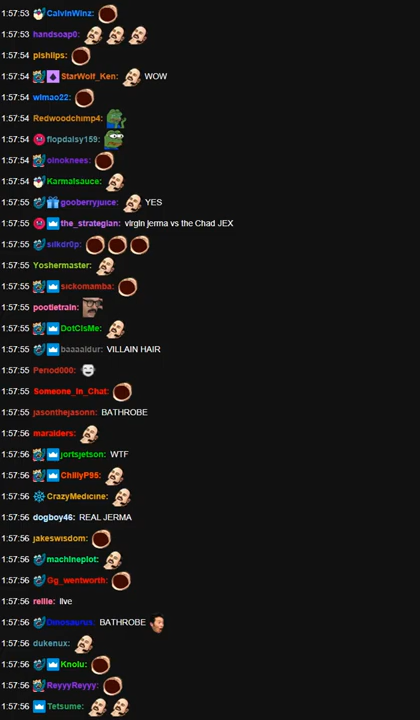 1:57:53 CalvinWinz:
1:57:53 handsoap0:
1:57:54 pishlips:
1:57:54 StarWolf_Ken: WOW
1:57:54 wlmao22:
1:57:54 Redwoodchimp4:
1:57:54 flopdaisy159:
1:57:54 oinoknees:
1:57:54 Karmalsauce:
1:57:55 gooberryjuice: YES
1:57:55 the_strategian: virgin jerma vs the Chad JEX
1:57:55 silkdr0p:
1:57:55 Yoshermaster:
1:57:55 sickomamba:
1:57:55 pootietrain:
1:57:55 DotCIsMe:
1:57:55 baaaaldur: VILLAIN HAIR
1:57:55 Period000:
1:57:55 Someone_In_Chat:
1:57:55 jasonthejasonn: BATHROBE
1:57:56 maraiders:
1:57:56 jortsjetson: WTF
1:57:56 ChillyP95:
1:57:56 CrazyMedicine:
1:57:56 dogboy46: REAL JERMA
1:57:56 jakeswisdom:
1:57:56 machineplot:
1:57:56 Gg_wentworth:
1:57:56 reille: live
1:57:56 Dinosaurus: BATHROBE
1:57:56 dukenux:
1:57:56 Knolu:
1:57:56 ReyyyReyyy:
1:57:56 Tetsume: